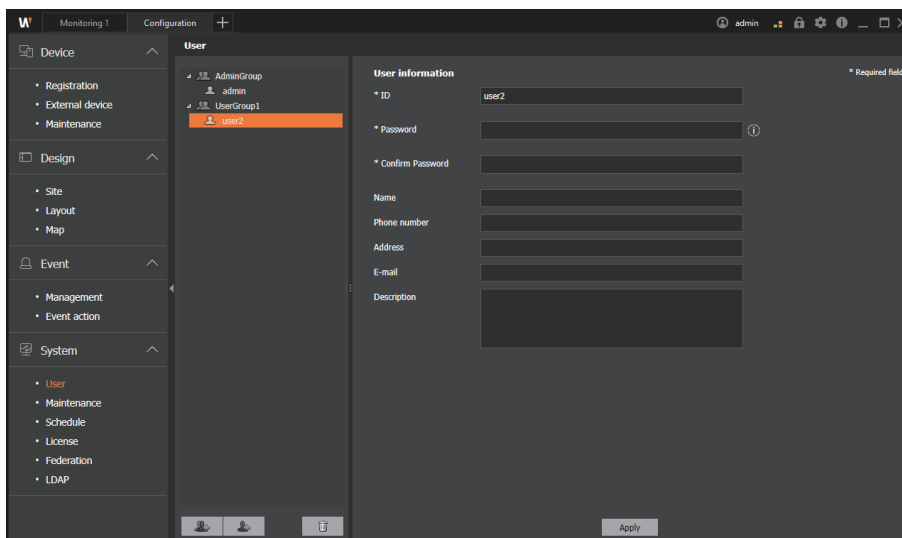 W
Monitoring 1
Configuration
admin
Device
Registration
External device
Maintenance
Design
Site
Layout
Map
Event
Management
Event action
System
User
Maintenance
Schedule
License
Federation
LDAP
User
AdminGroup
admin
UserGroup1
user2
User information
* Required field
* ID
user2
* Password
* Confirm Password
Name
Phone number
Address
E-mail
Description
Apply